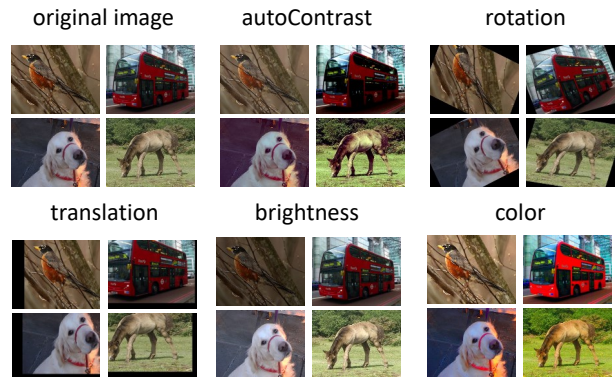 original image
autoContrast
rotation
translation
brightness
color